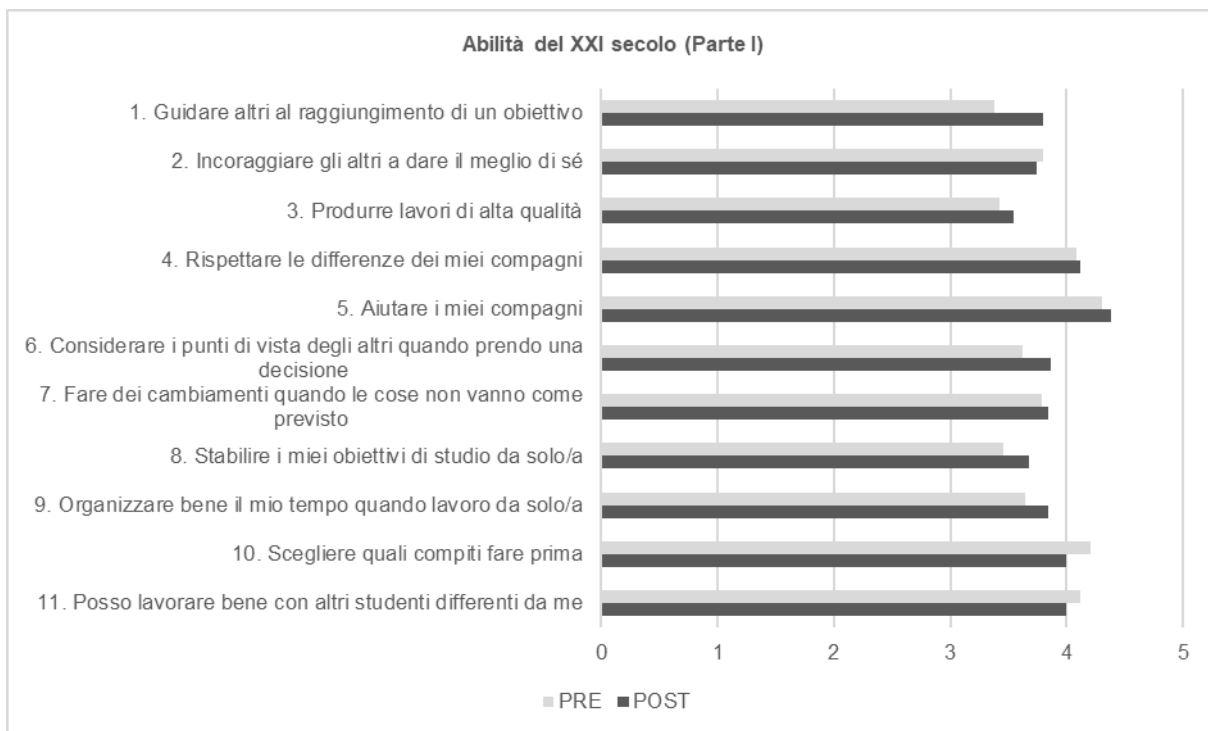 Abilità del XXI secolo (Parte I)
1. Guidare altri al raggiungimento di un obiettivo
2. Incoraggiare gli altri a dare il meglio di sé
3. Produrre lavori di alta qualità
4. Rispettare le differenze dei miei compagni
5. Aiutare i miei compagni
6. Considerare i punti di vista degli altri quando prendo una
decisione
7. Fare dei cambiamenti quando le cose non vanno come
previsto
8. Stabilire i miei obiettivi di studio da solo/a
9. Organizzare bene il mio tempo quando lavoro da solo/a
10. Scegliere quali compiti fare prima
11. Posso lavorare bene con altri studenti differenti da me
0 1 2 3 4 5
PRE POST